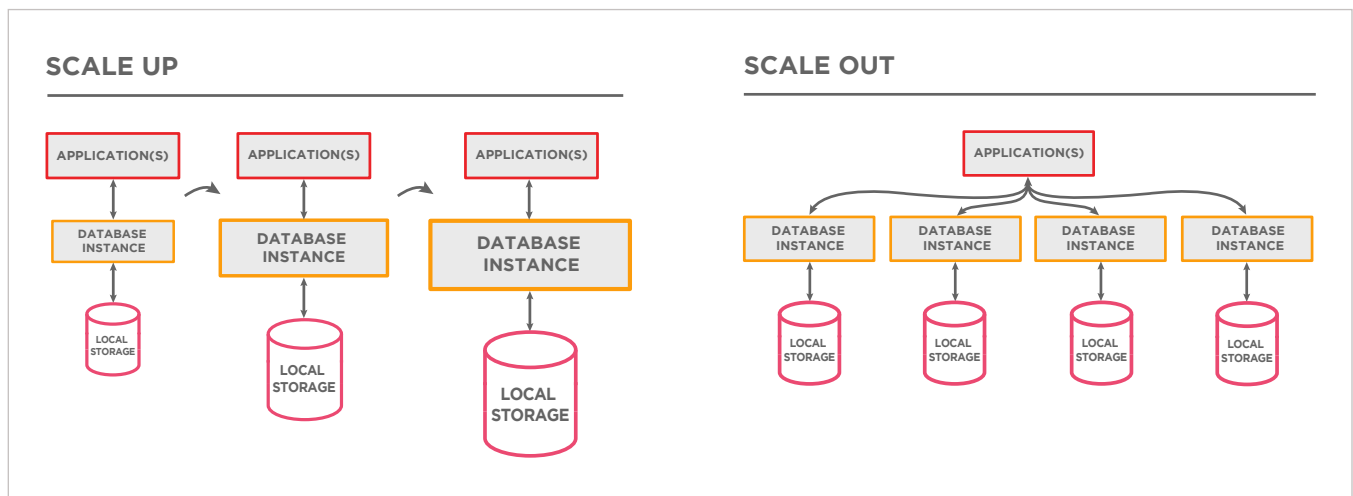 SCALE UP
APPLICATION(S)
DATABASE
INSTANCE
LOCAL
STORAGE
APPLICATION(S)
DATABASE
INSTANCE
LOCAL
STORAGE
APPLICATION(S)
DATABASE
INSTANCE
LOCAL
STORAGE
SCALE OUT
APPLICATION(S)
DATABASE
INSTANCE
DATABASE
INSTANCE
DATABASE
INSTANCE
DATABASE
INSTANCE
LOCAL
STORAGE
LOCAL
STORAGE
LOCAL
STORAGE
LOCAL
STORAGE